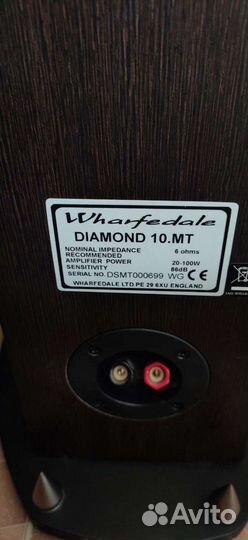 Wharfedale
DIAMOND 10.MT
NOMINAL IMPEDANCE 6 ohms
RECOMMENDED
AMPLIFIER POWER 20-100W
SENSITIVITY 86dB
SERIAL NO. DSMT000699 WG CE
WHARFEDALE LTD.PE 29 6XU ENGLAND
Avito